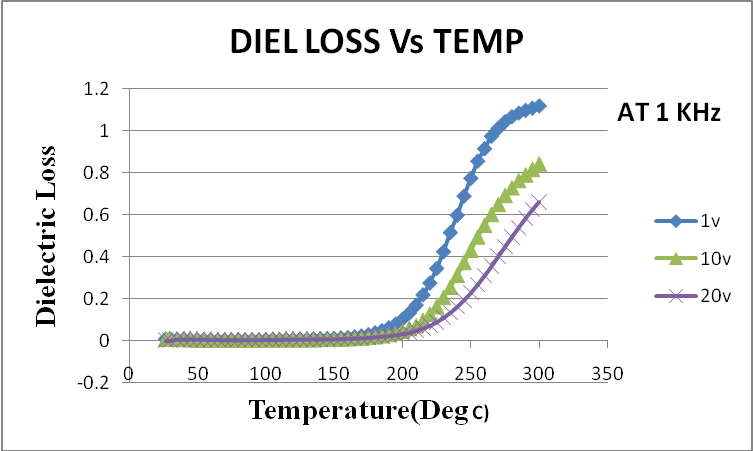 DIEL LOSS Vs TEMP
AT 1 KHz
Dielectric Loss
1.2
1
0.8
0.6
0.4
0.2
0
-0.2
0 50 100 150 200 250 300 350
Temperature(Deg C)
1v
10v
20v